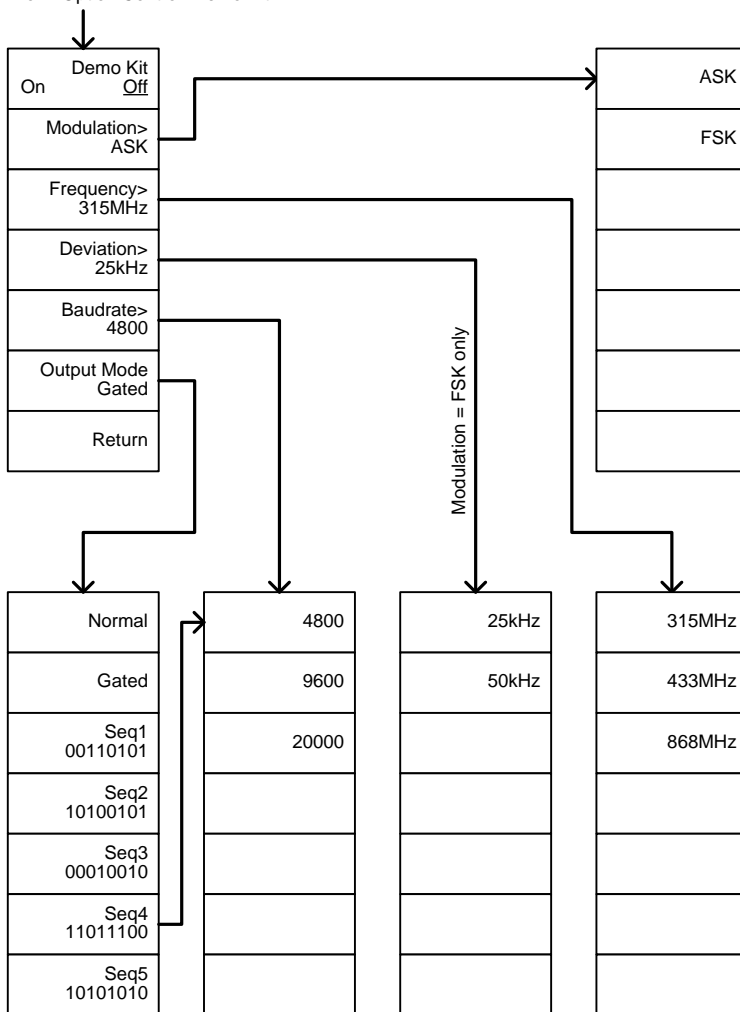 Demo Kit
On Off
Modulation>
ASK
Frequency>
315MHz
Deviation>
25kHz
Baudrate>
4800
Output Mode
Gated
Return
ASK
FSK
Modulation = FSK only
Normal
Gated
Seq1
00110101
Seq2
10100101
Seq3
00010010
Seq4
11011100
Seq5
10101010
4800
9600
20000
25kHz
50kHz
315MHz
433MHz
868MHz